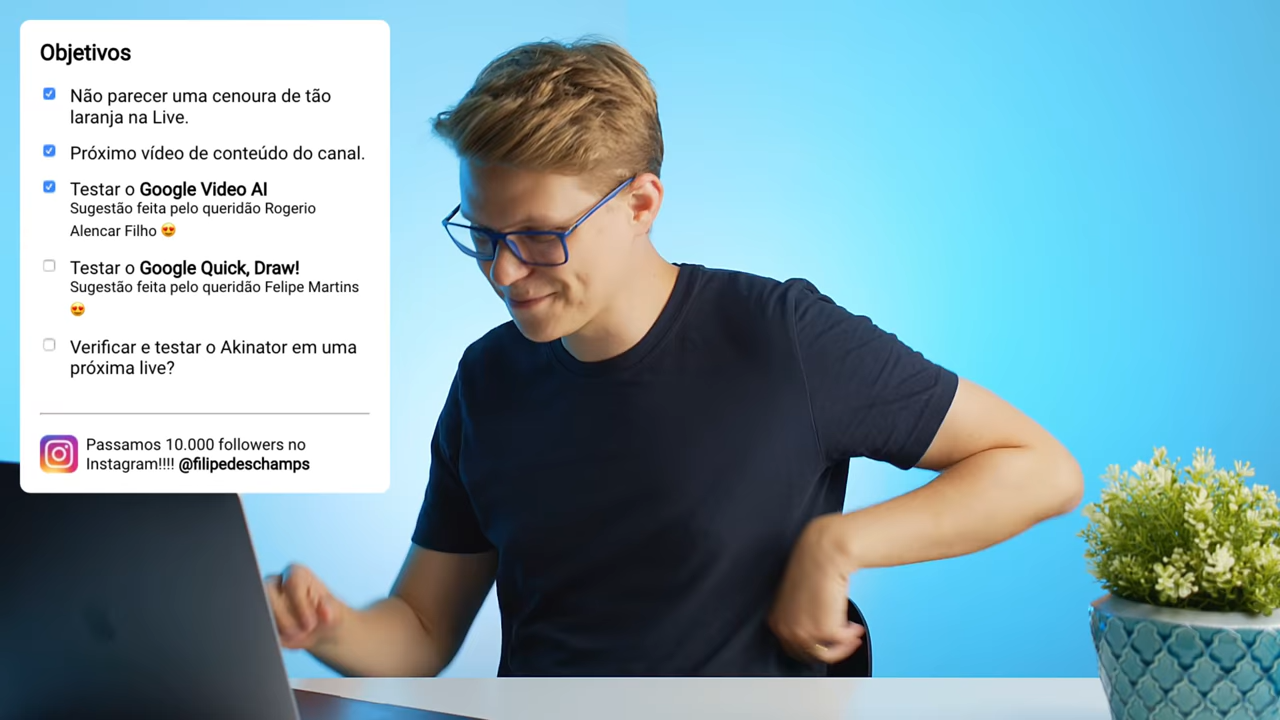 Objetivos
Não parecer uma cenoura de tão
laranja na Live.
Próximo vídeo de conteúdo do canal.
Testar o Google Video AI
Sugestão feita pelo queridão Rogerio
Alencar Filho 😍
Testar o Google Quick, Draw!
Sugestão feita pelo queridão Felipe Martins
😍
Verificar e testar o Akinator em uma
próxima live?
Passamos 10.000 followers no
Instagram!!!! @filipedeschamps